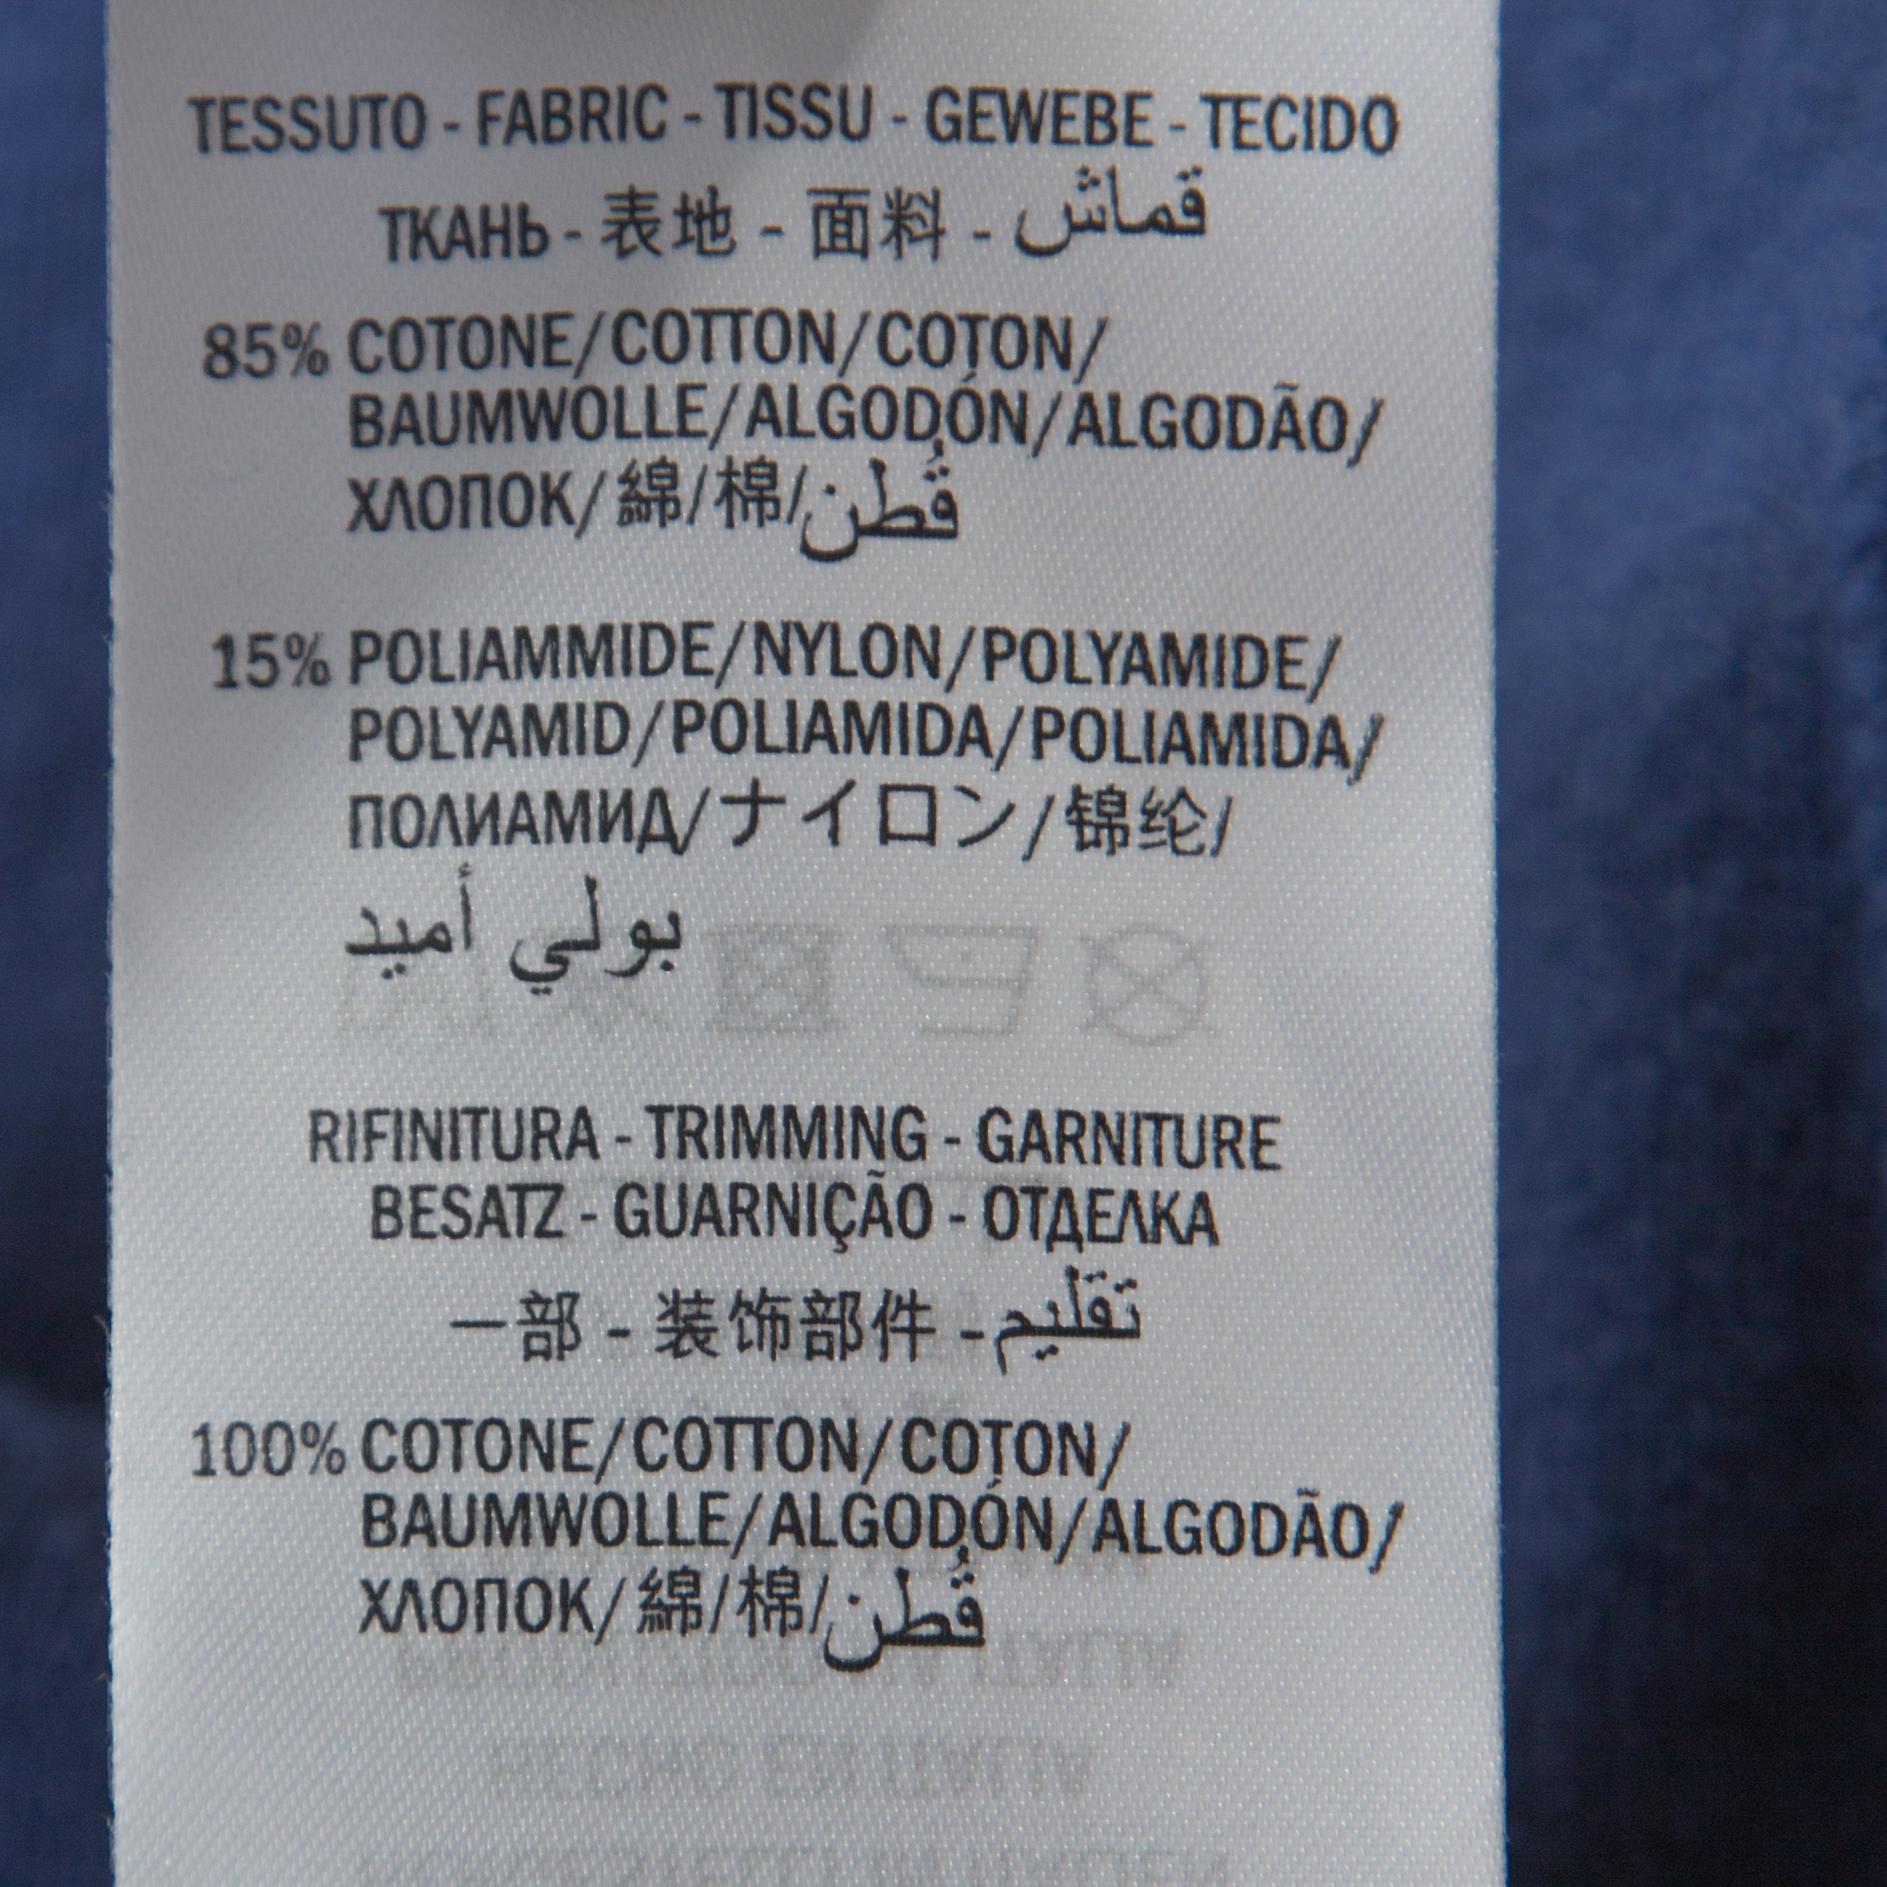 TESSUTO - FABRIC - TISSU - GEWEBE - TECIDO
ТКАНЬ - 表地 - 面料 - قماش
85% COTONE/COTTON/COTON/
BAUMWOLLE/ALGODÓN/ALGODÃO/
ХЛОПОК/綿/棉/قُطن
15% POLIAMMIDE/NYLON/POLYAMIDE/
POLYAMID/POLIAMIDA/POLIAMIDA/
ПОЛИАМИД/ナイロン/锦纶/
بولي أميد
RIFINITURA - TRIMMING - GARNITURE
BESATZ - GUARNIÇÃO - ОТДЕЛКА
一部 - 装饰部件 - تقليم
100% COTONE/COTTON/COTON/
BAUMWOLLE/ALGODÓN/ALGODÃO/
ХЛОПОК/綿/棉/قُطن